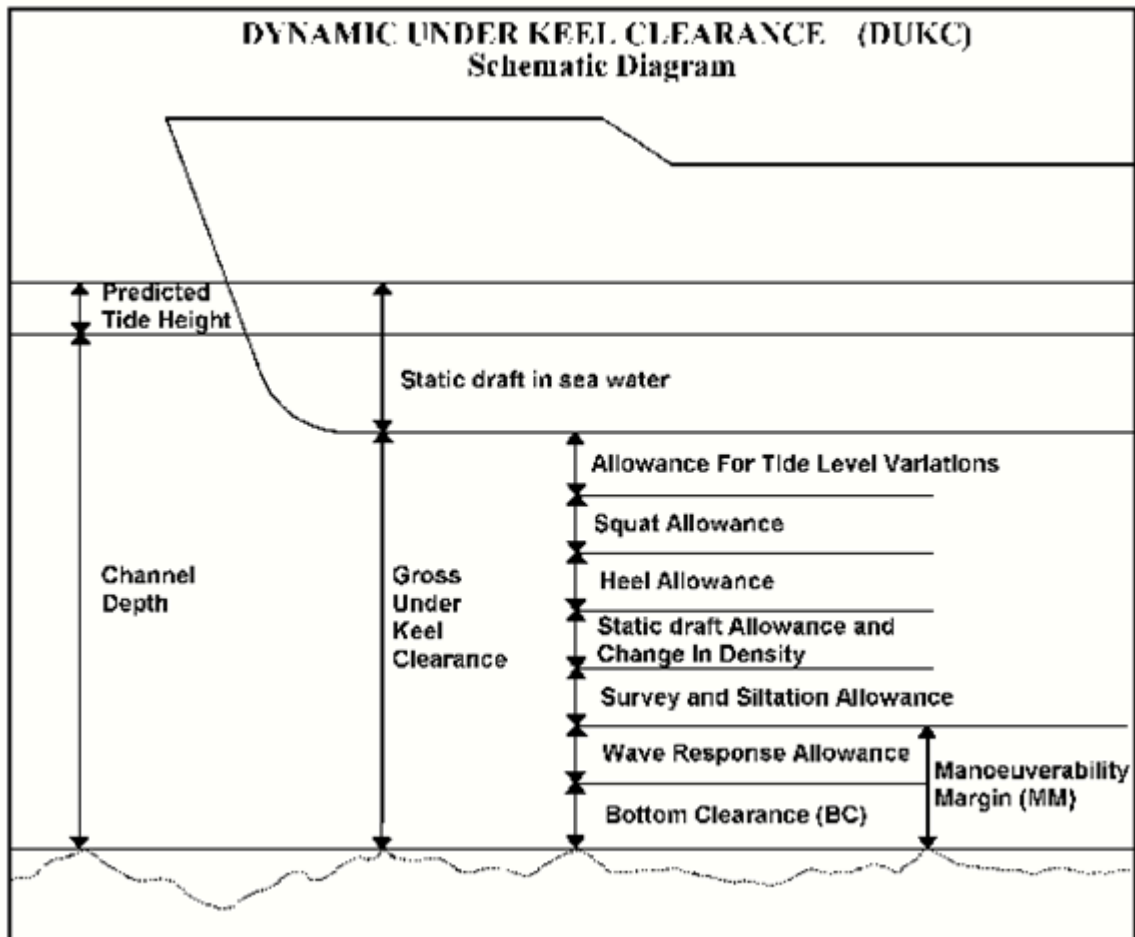 DYNAMIC UNDER KEEL CLEARANCE (DUKC)
Schematic Diagram
Predicted
Tide Height
Static draft in sea water
Allowance For Tide Level Variations
Squat Allowance
Heel Allowance
Channel
Depth
Gross
Under
Keel
Clearance
Static draft Allowance and
Change In Density
Survey and Siltation Allowance
Wave Response Allowance
Manoeuverability
Margin (MM)
Bottom Clearance (BC)